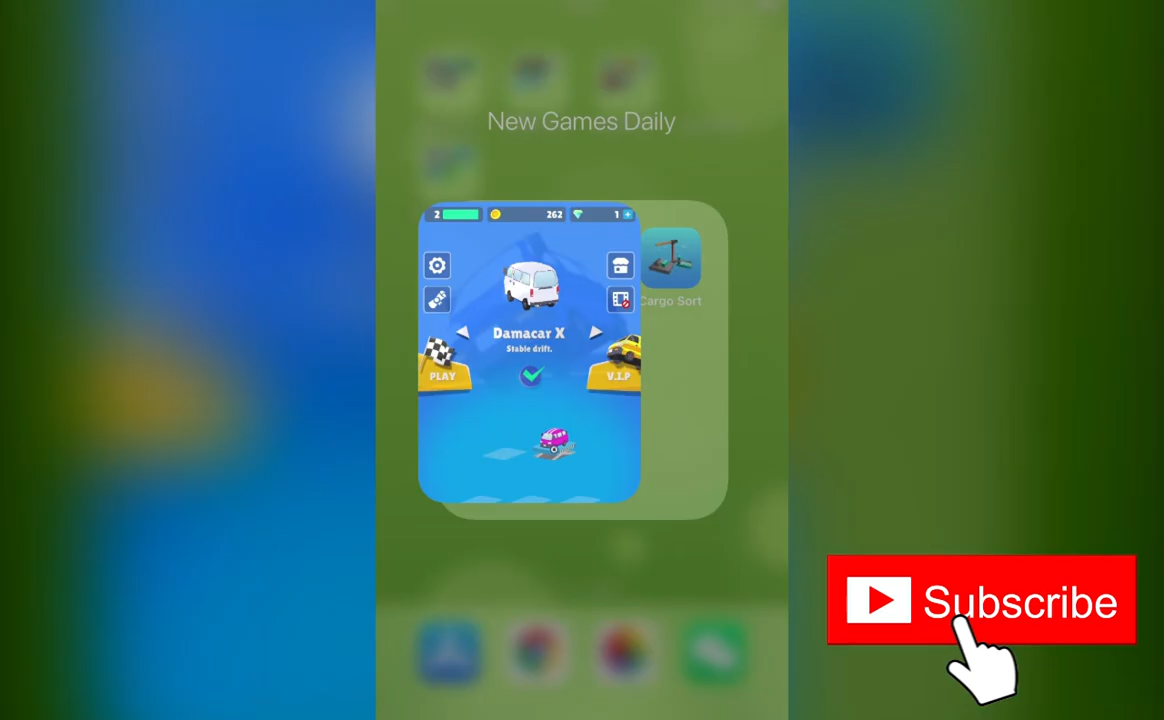 New Games Daily
2
262
1
Cargo Sort
Damacar X
Stable drift.
PLAY
V.I.P
Subscribe